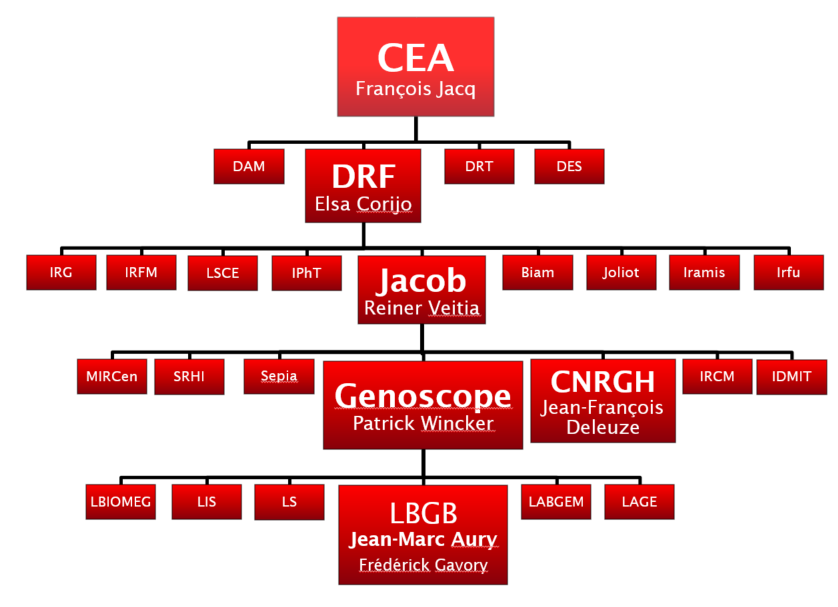 CEA
François Jacq
DAM
DRF
Elsa Corijo
DRT
DES
IRG
IRFM
LSCE
IPhT
Jacob
Reiner Veitia
Biam
Joliot
Iramis
Irfu
MIRCen
SRHI
Sepia
Genoscope
Patrick Wincker
CNRGH
Jean-François
Deleuze
IRCM
IDMIT
LBIOMEG
LIS
LS
LBGB
Jean-Marc Aury
Frédérick Gavory
LABGEM
LAGE